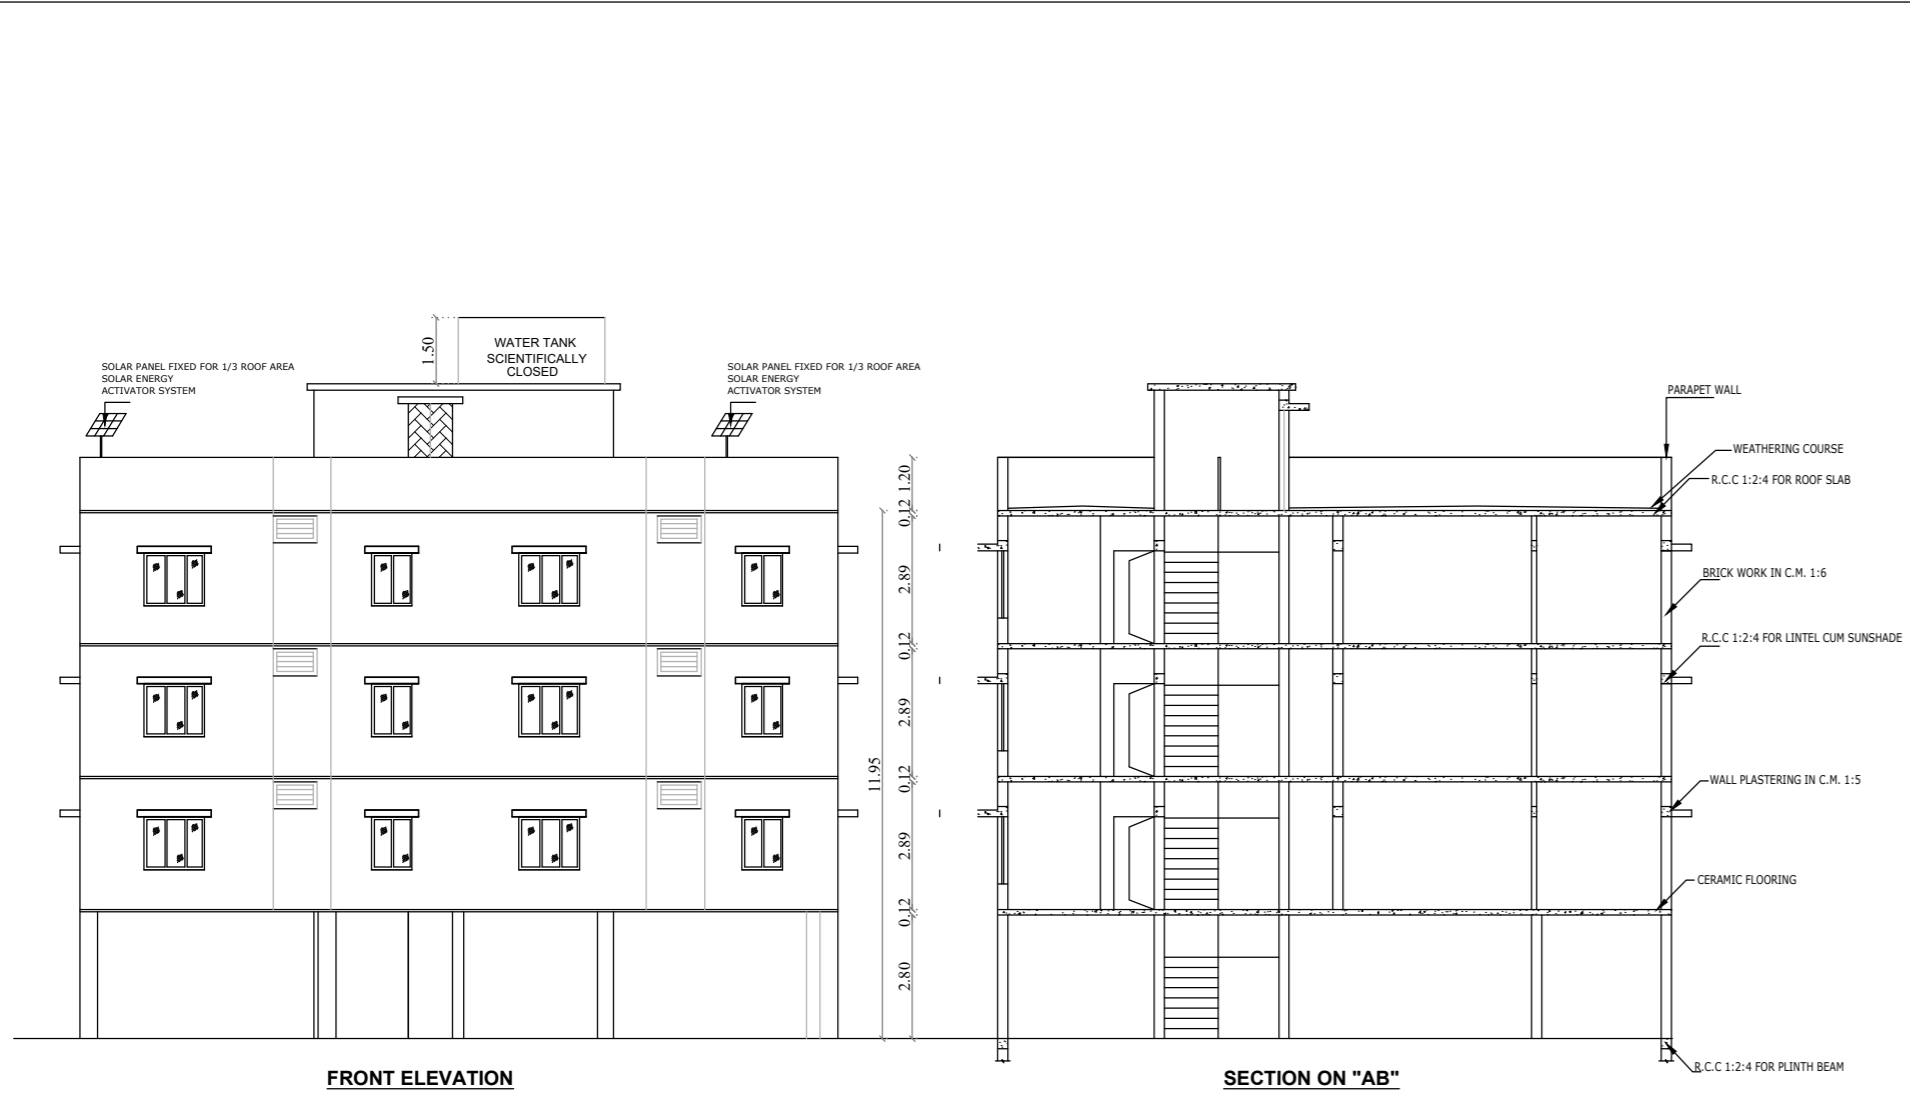 WATER TANK
SCIENTIFICALLY
CLOSED
1.50
SOLAR PANEL FIXED FOR 1/3 ROOF AREA
SOLAR ENERGY
ACTIVATOR SYSTEM
SOLAR PANEL FIXED FOR 1/3 ROOF AREA
SOLAR ENERGY
ACTIVATOR SYSTEM
1.20
0.12
2.89
0.12
2.89
0.12
2.89
0.12
2.80
11.95
PARAPET WALL
WEATHERING COURSE
R.C.C 1:2:4 FOR ROOF SLAB
BRICK WORK IN C.M. 1:6
R.C.C 1:2:4 FOR LINTEL CUM SUNSHADE
WALL PLASTERING IN C.M. 1:5
CERAMIC FLOORING
R.C.C 1:2:4 FOR PLINTH BEAM
FRONT ELEVATION
SECTION ON "AB"